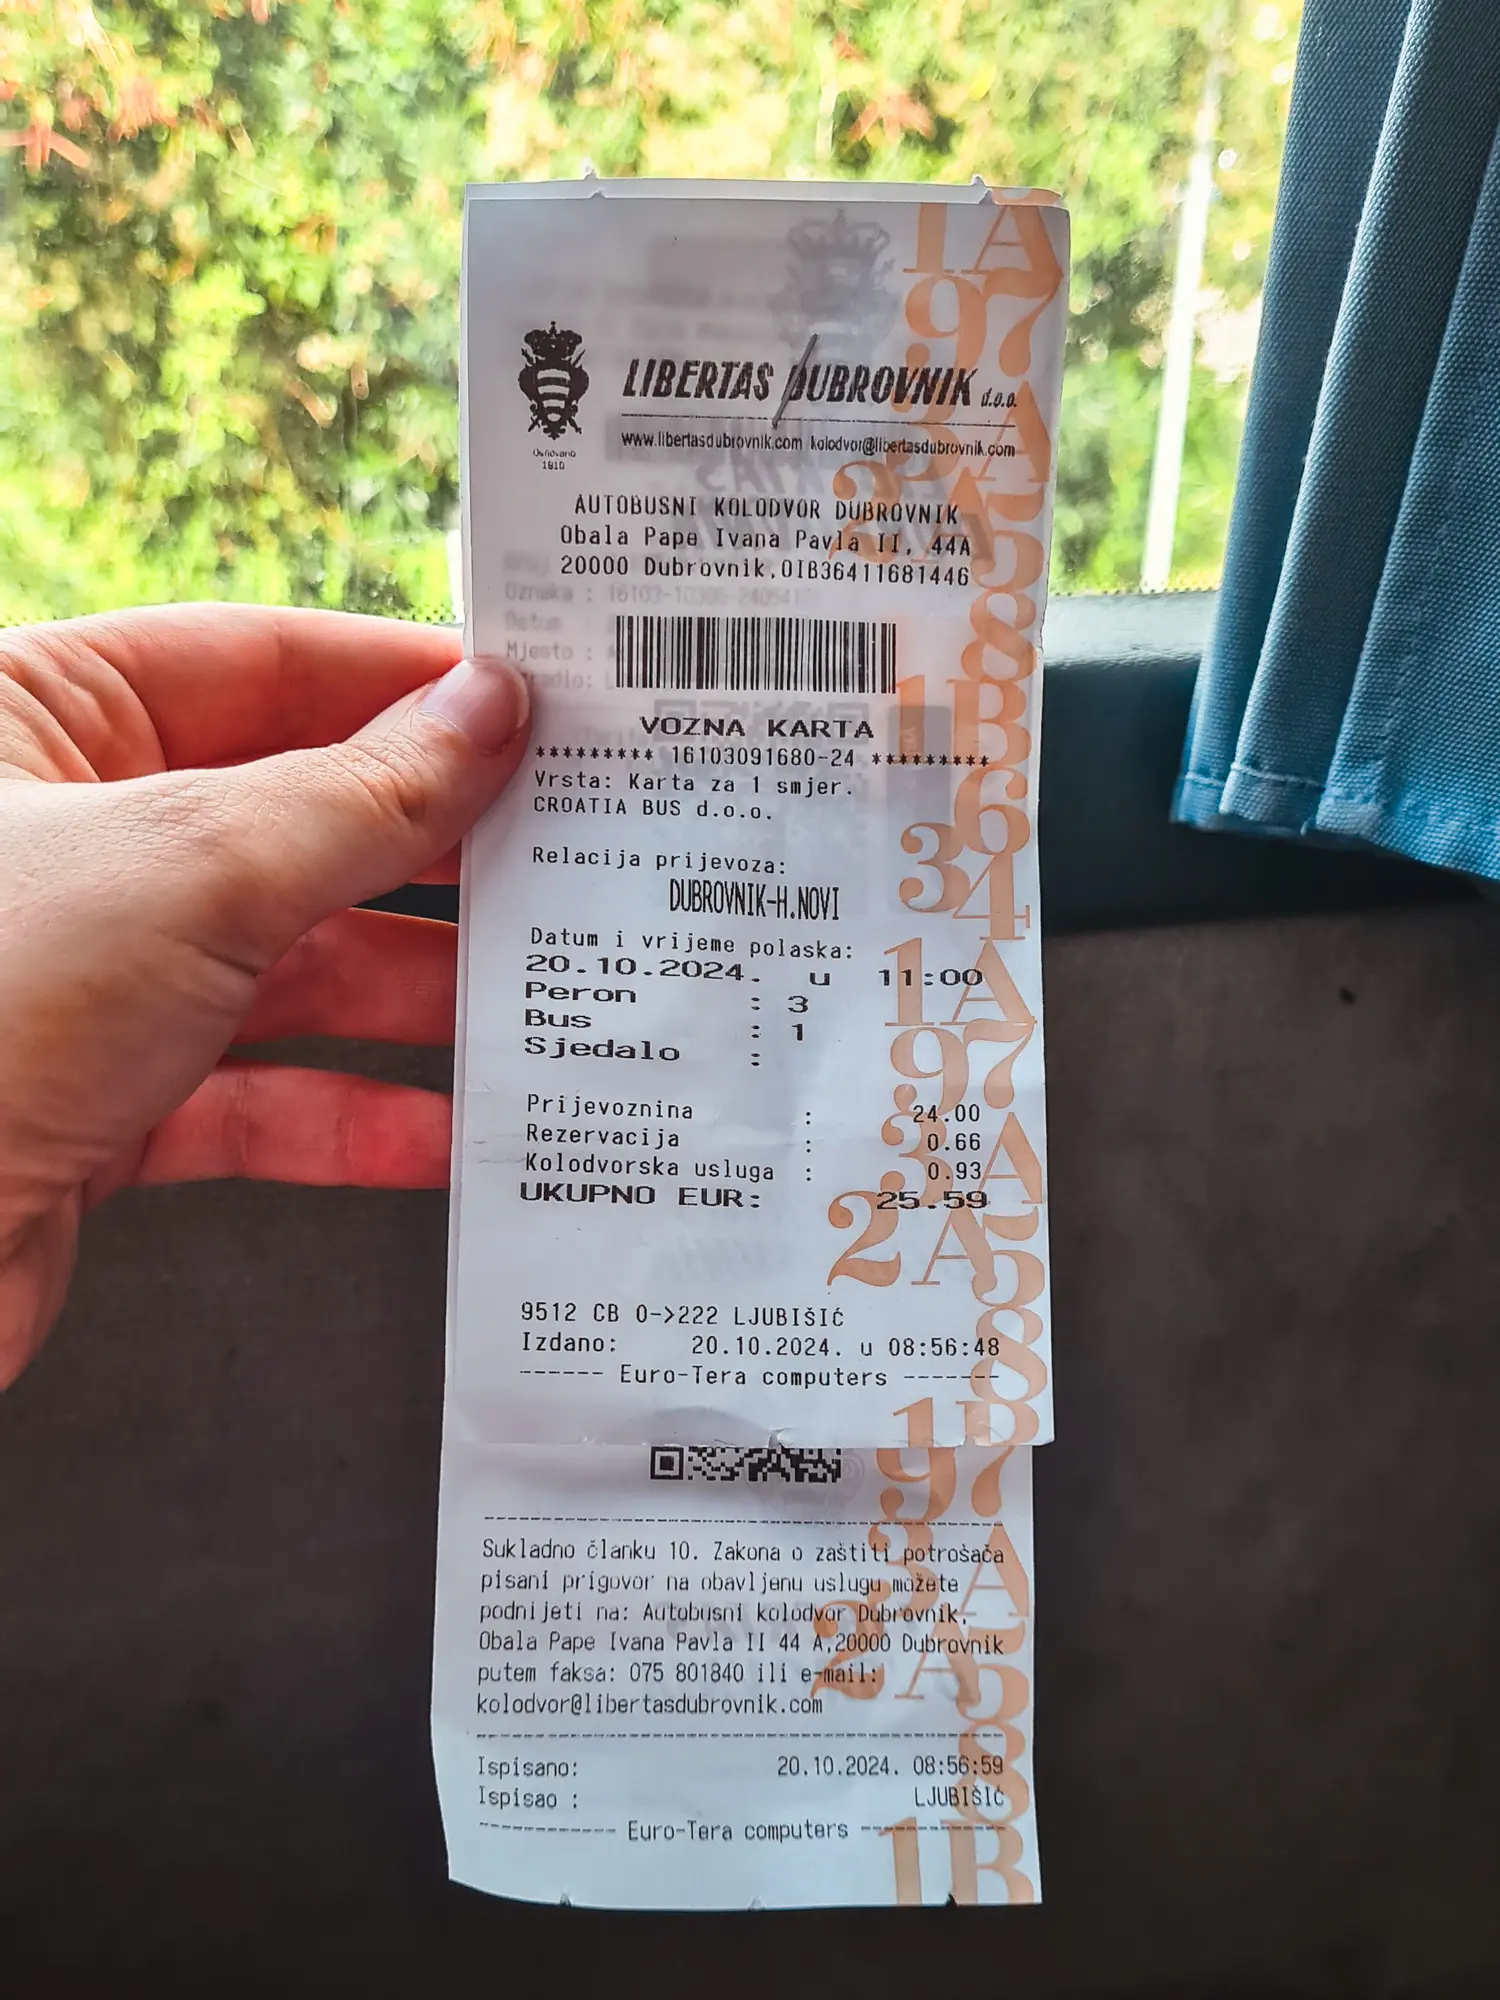 LIBERTAS DUBROVNIK d.o.o.
www.libertasdubrovnik.com kolodvor@libertasdubrovnik.com
Osnovano
1910
AUTOBUSNI KOLODVOR DUBROVNIK
Obala Pape Ivana Pavla II, 44A
20000 Dubrovnik,OIB36411681446
VOZNA KARTA
********* 16103091680-24 *********
Vrsta: Karta za 1 smjer.
CROATIA BUS d.o.o.
Relacija prijevoza:
DUBROVNIK-H.NOVI
Datum i vrijeme polaska:
20.10.2024. u 11:00
Peron : 3
Bus : 1
Sjedalo :
Prijevoznina : 24.00
Rezervacija : 0.66
Kolodvorska usluga : 0.93
UKUPNO EUR: 25.59
9512 CB 0->222 LJUBIŠIĆ
Izdano: 20.10.2024. u 08:56:48
------ Euro-Tera computers -------
Sukladno članku 10. Zakona o zaštiti potrošača
pisani prigovor na obavljenu uslugu možete
podnijeti na: Autobusni kolodvor Dubrovnik,
Obala Pape Ivana Pavla II 44 A,20000 Dubrovnik
putem faksa: 075 801840 ili e-mail:
kolodvor@libertasdubrovnik.com
Ispisano: 20.10.2024. 08:56:59
Ispisao : LJUBIŠIĆ
----------- Euro-Tera computers -----------